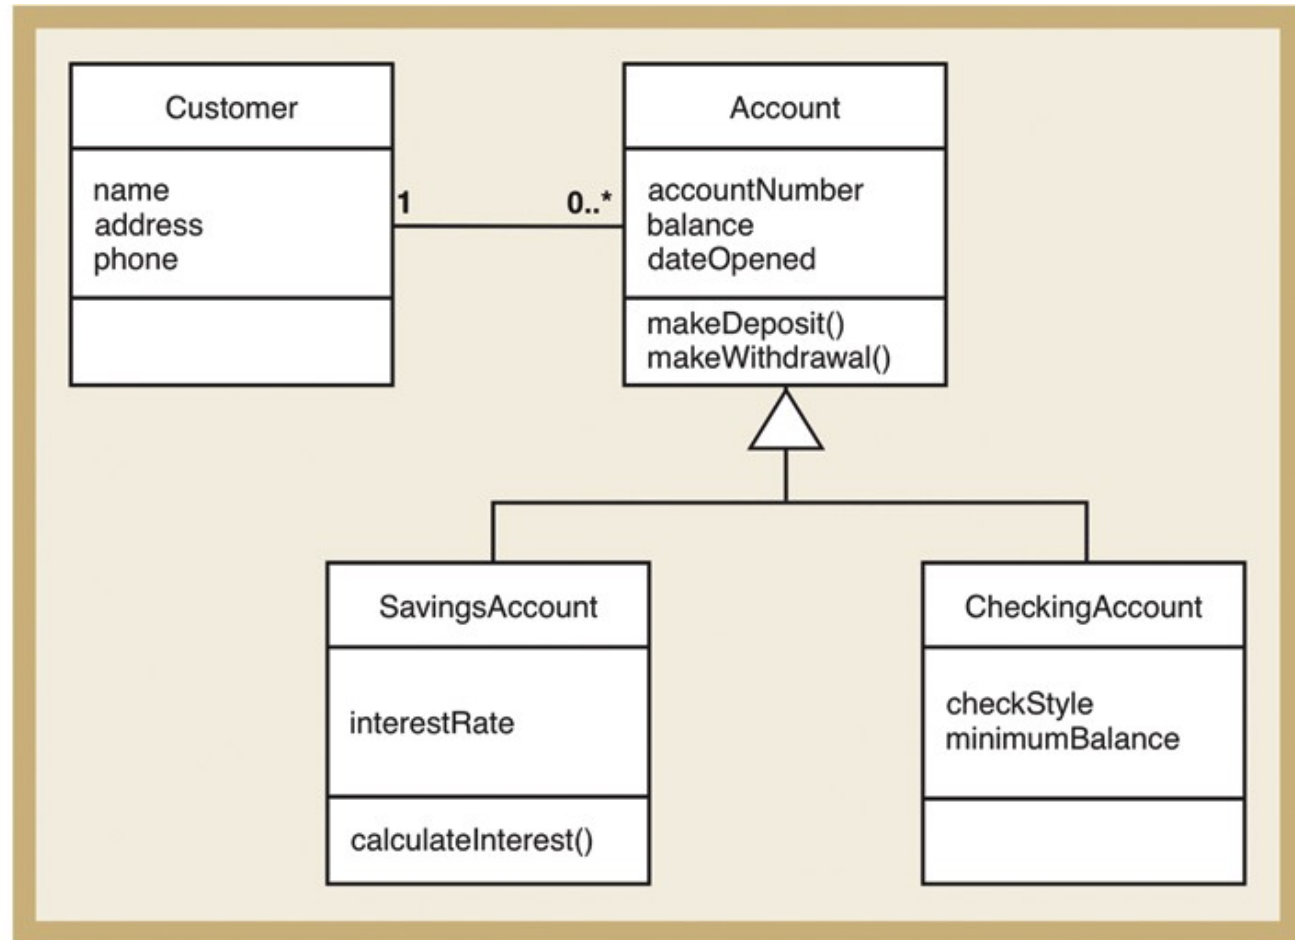 Customer
name
address
phone
1
0..*
Account
accountNumber
balance
dateOpened
makeDeposit()
makeWithdrawal()
SavingsAccount
interestRate
calculateInterest()
CheckingAccount
checkStyle
minimumBalance